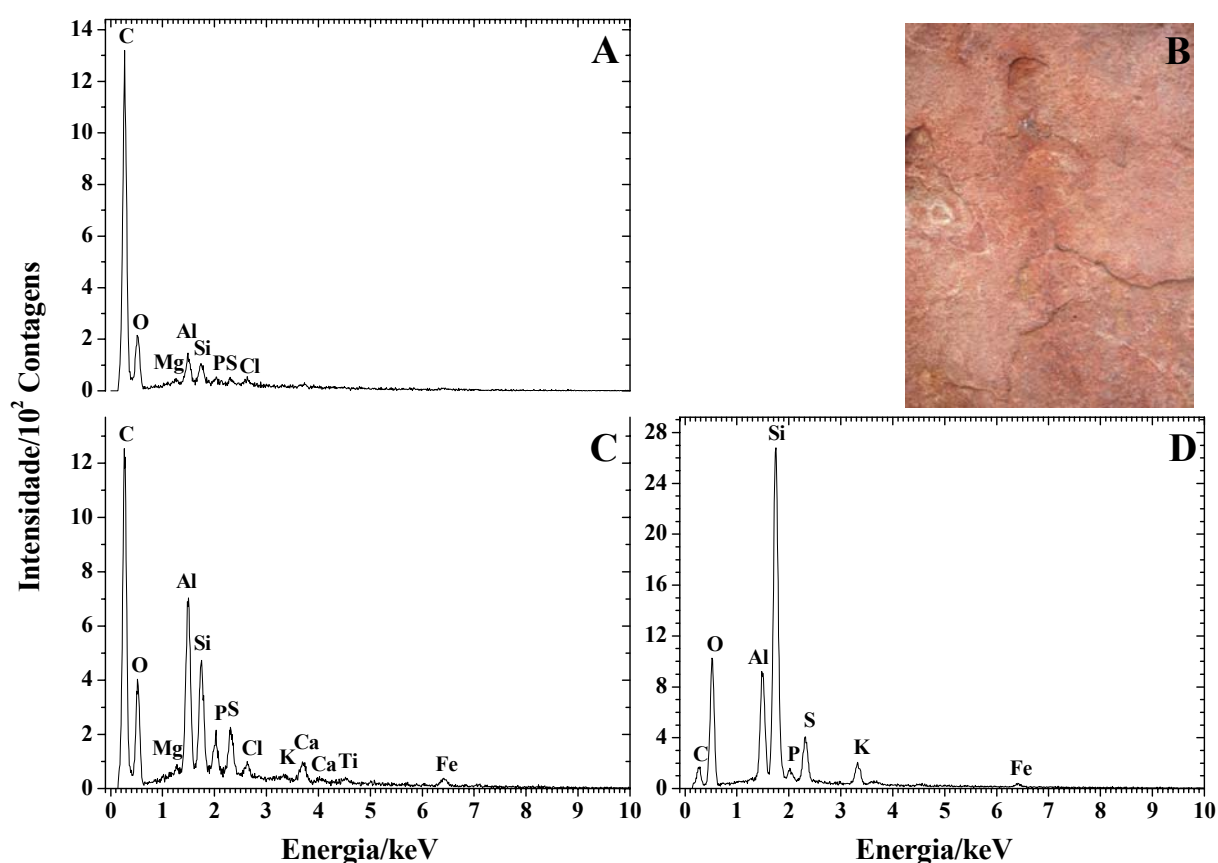 Intensidade/10² Contagens
A
14
12
10
8
6
4
2
0
C
O
Mg
Al
Si
P
S
Cl
B
C
12
10
8
6
4
2
0
C
O
Mg
Al
Si
P
S
Cl
K
Ca
Ca
Ti
Fe
0 1 2 3 4 5 6 7 8 9 10
Energia/keV
D
28
24
20
16
12
8
4
0
C
O
Al
Si
P
S
K
Fe
0 1 2 3 4 5 6 7 8 9 10
Energia/keV